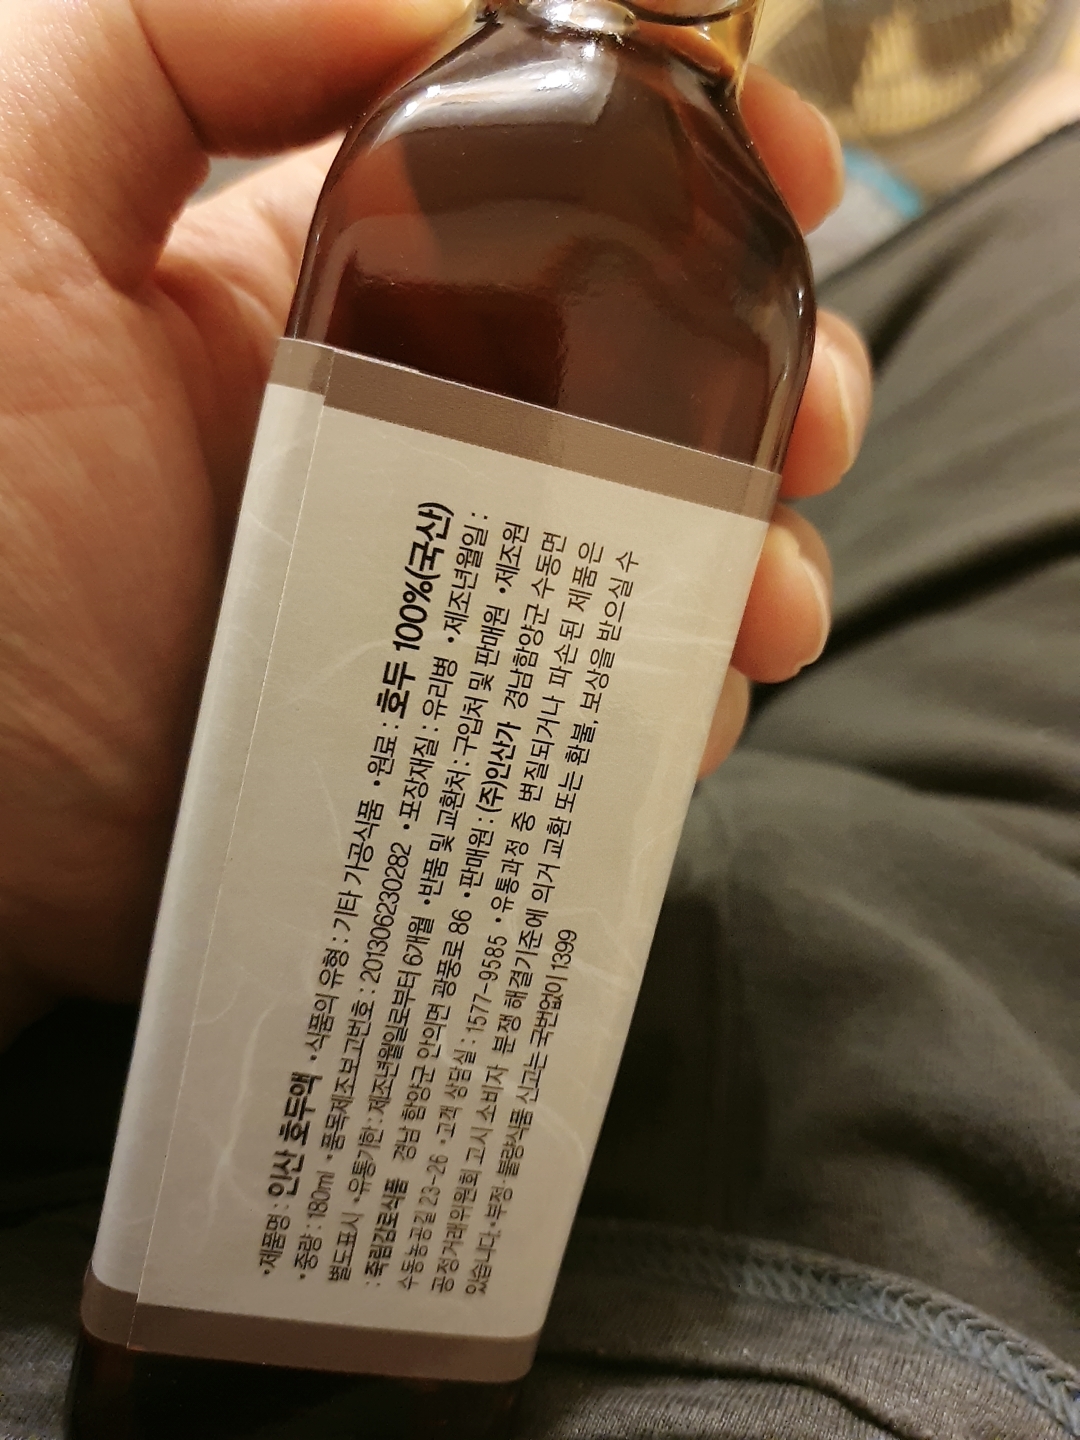 •제품명 : 인산 호두액 •식품의 유형 : 기타 가공식품 •원료 : 호두 100%(국산)
•중량 : 180ml •품목제조보고번호 : 201306230282 •포장재질 : 유리병 •제조년월일 :
별도표시 •유통기한 : 제조년월일로부터 6개월 •반품 및 교환처 : 구입처 및 판매원 •제조원
: 죽림감로식품 경남 함양군 안의면 광풍로 86 •판매원 : (주)인산가 경남함양군 수동면
수동농공길 23-26 •고객 상담실 : 1577-9585 •유통과정 중 변질되거나 파손된 제품은
공정거래위원회 고시 소비자 분쟁 해결기준에 의거 교환 또는 환불, 보상을 받으실 수
있습니다. •부정·불량식품 신고는 국번없이 1399